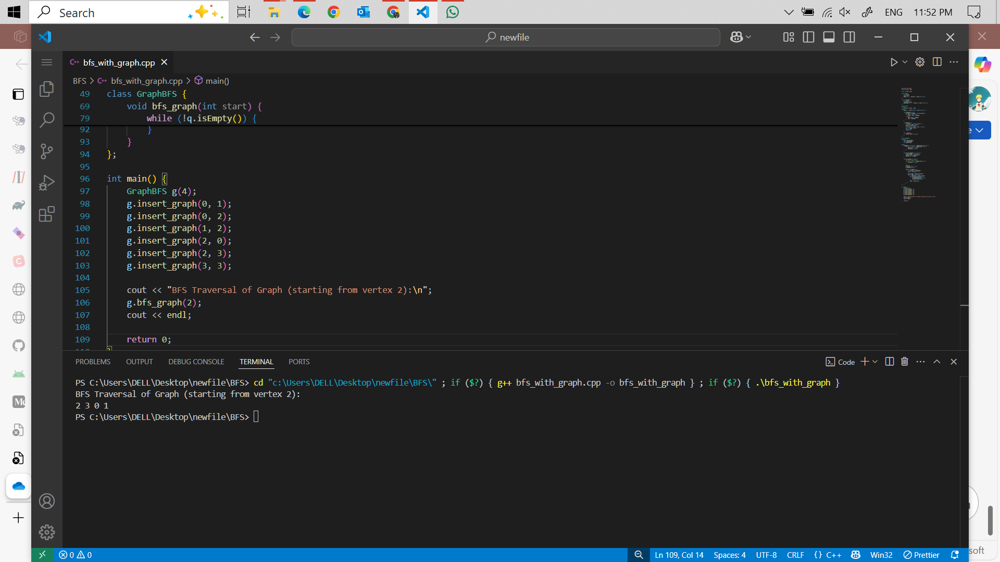 Search
ENG
11:52 PM
newfile
bfs_with_graph.cpp
BFS > bfs_with_graph.cpp > main()
49 class GraphBFS {
69 void bfs_graph(int start) {
79 while (!q.isEmpty()) {
92 }
93 }
94 };
95
96 int main() {
97 GraphBFS g(4);
98 g.insert_graph(0, 1);
99 g.insert_graph(0, 2);
100 g.insert_graph(1, 2);
101 g.insert_graph(2, 0);
102 g.insert_graph(2, 3);
103 g.insert_graph(3, 3);
104
105 cout << "BFS Traversal of Graph (starting from vertex 2):\n";
106 g.bfs_graph(2);
107 cout << endl;
108
109 return 0;
PROBLEMS OUTPUT DEBUG CONSOLE TERMINAL PORTS
Code
PS C:\Users\DELL\Desktop\newfile\BFS> cd "c:\Users\DELL\Desktop\newfile\BFS\" ; if ($?) { g++ bfs_with_graph.cpp -o bfs_with_graph } ; if ($?) { .\bfs_with_graph }
BFS Traversal of Graph (starting from vertex 2):
2 3 0 1
PS C:\Users\DELL\Desktop\newfile\BFS>
0 0
Ln 109, Col 14 Spaces: 4 UTF-8 CRLF {} C++ Win32 Prettier
soft